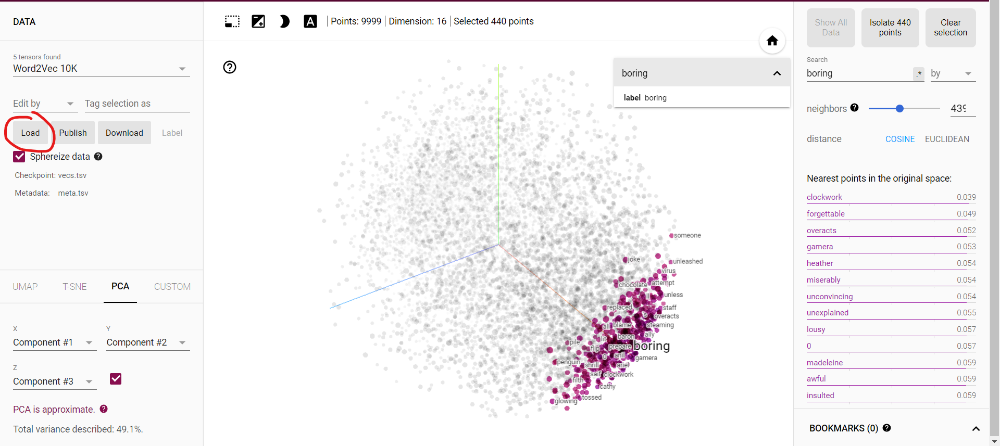 DATA
5 tensors found
Word2Vec 10K
Edit by
Tag selection as
Load
Publish
Download
Label
Sphereize data
Checkpoint: vecs.tsv
Metadata: meta.tsv
UMAP
T-SNE
PCA
CUSTOM
X
Y
Component #1
Component #2
Z
Component #3
PCA is approximate.
Total variance described: 49.1%.
A
Points: 9999 | Dimension: 16 | Selected 440 points
boring
label boring
someone
joke
unleashed
virus
chocolate
attempt
ll
unless
replaced
staff
overacts
ali
blame
steaming
ally
lit
baron
boring
pile
flip
prepare
0
anil
gamera
penguin
shrill
ariel
saif
clockwork
filth
cathy
glowing
tossed
Show All
Data
Isolate 440
points
Clear
selection
Search
boring
.*
by
neighbors
439
distance
COSINE
EUCLIDEAN
Nearest points in the original space:
clockwork 0.039
forgettable 0.049
overacts 0.052
gamera 0.053
heather 0.054
miserably 0.054
unconvincing 0.054
unexplained 0.055
lousy 0.057
0 0.057
madeleine 0.059
awful 0.059
insulted 0.059
BOOKMARKS (0)